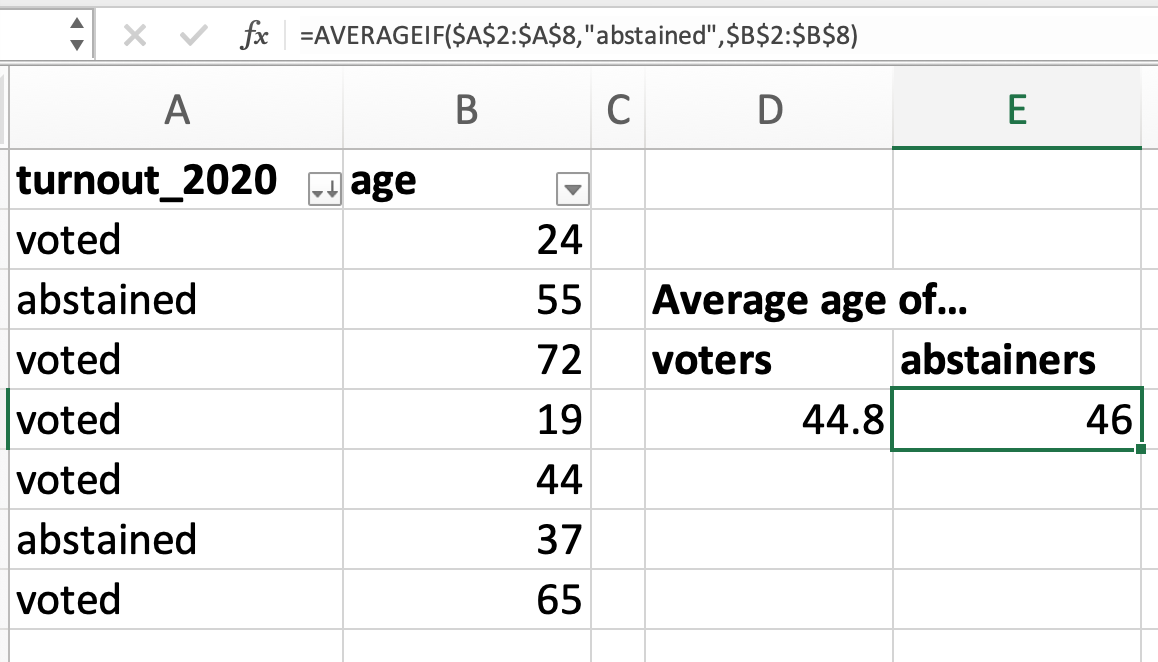 fx =AVERAGEIF($A$2:$A$8,"abstained",$B$2:$B$8)
A B C D E
turnout_2020 age
voted 24
abstained 55 Average age of...
voted 72 voters abstainers
voted 19 44.8 46
voted 44
abstained 37
voted 65